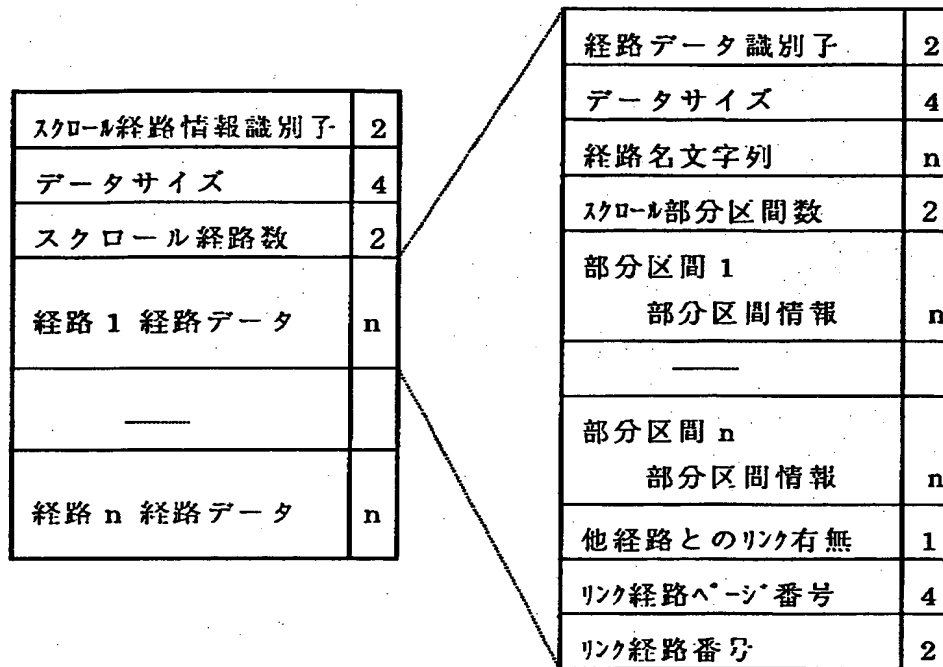 スクロール経路情報識別子 2
データサイズ 4
スクロール経路数 2
経路 1 経路データ n
経路 n 経路データ n
経路データ識別子 2
データサイズ 4
経路名文字列 n
スクロール部分区間数 2
部分区間 1
部分区間情報 n
部分区間 n
部分区間情報 n
他経路とのリンク有無 1
リンク経路ページ番号 4
リンク経路番号 2